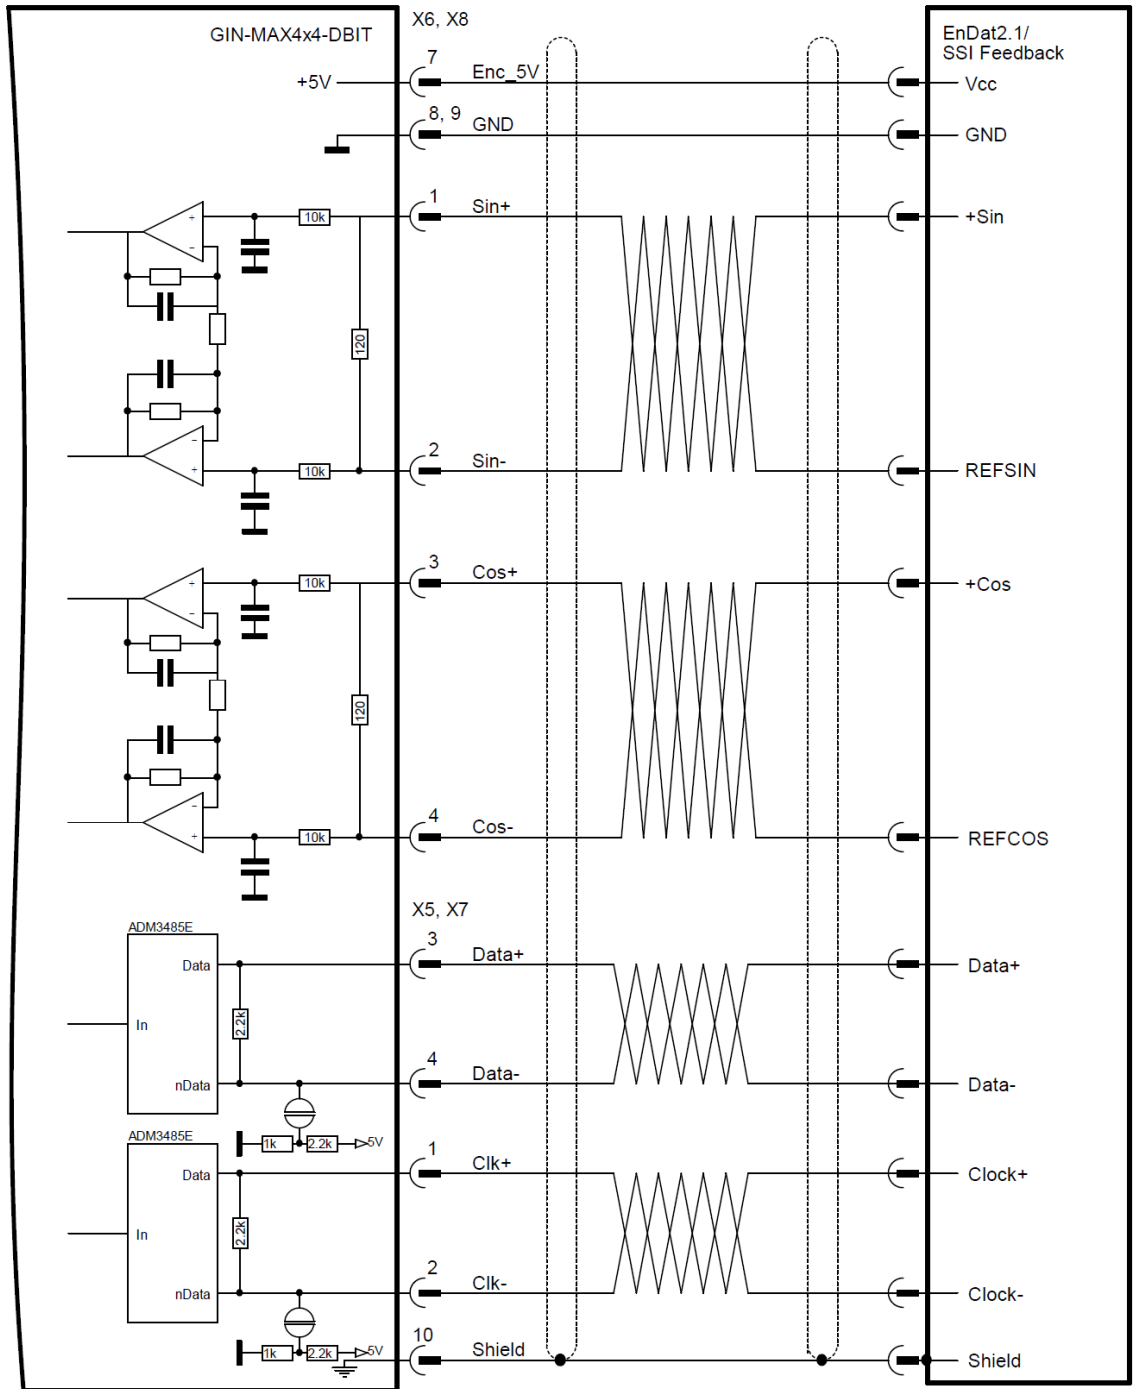 GIN-MAX4x4-DBIT
X6, X8
EnDat2.1/
SSI Feedback
+5V
7
Enc_5V
Vcc
8, 9
GND
GND
+
-
10k
1
Sin+
+Sin
120
-
+
10k
2
Sin-
REFSIN
+
-
10k
3
Cos+
+Cos
120
-
+
10k
4
Cos-
REFCOS
X5, X7
ADM3485E
Data
In
nData
2.2k
3
Data+
Data+
4
Data-
Data-
1k
2.2k
5V
ADM3485E
Data
In
nData
2.2k
1
Clk+
Clock+
2
Clk-
Clock-
1k
2.2k
5V
10
Shield
Shield